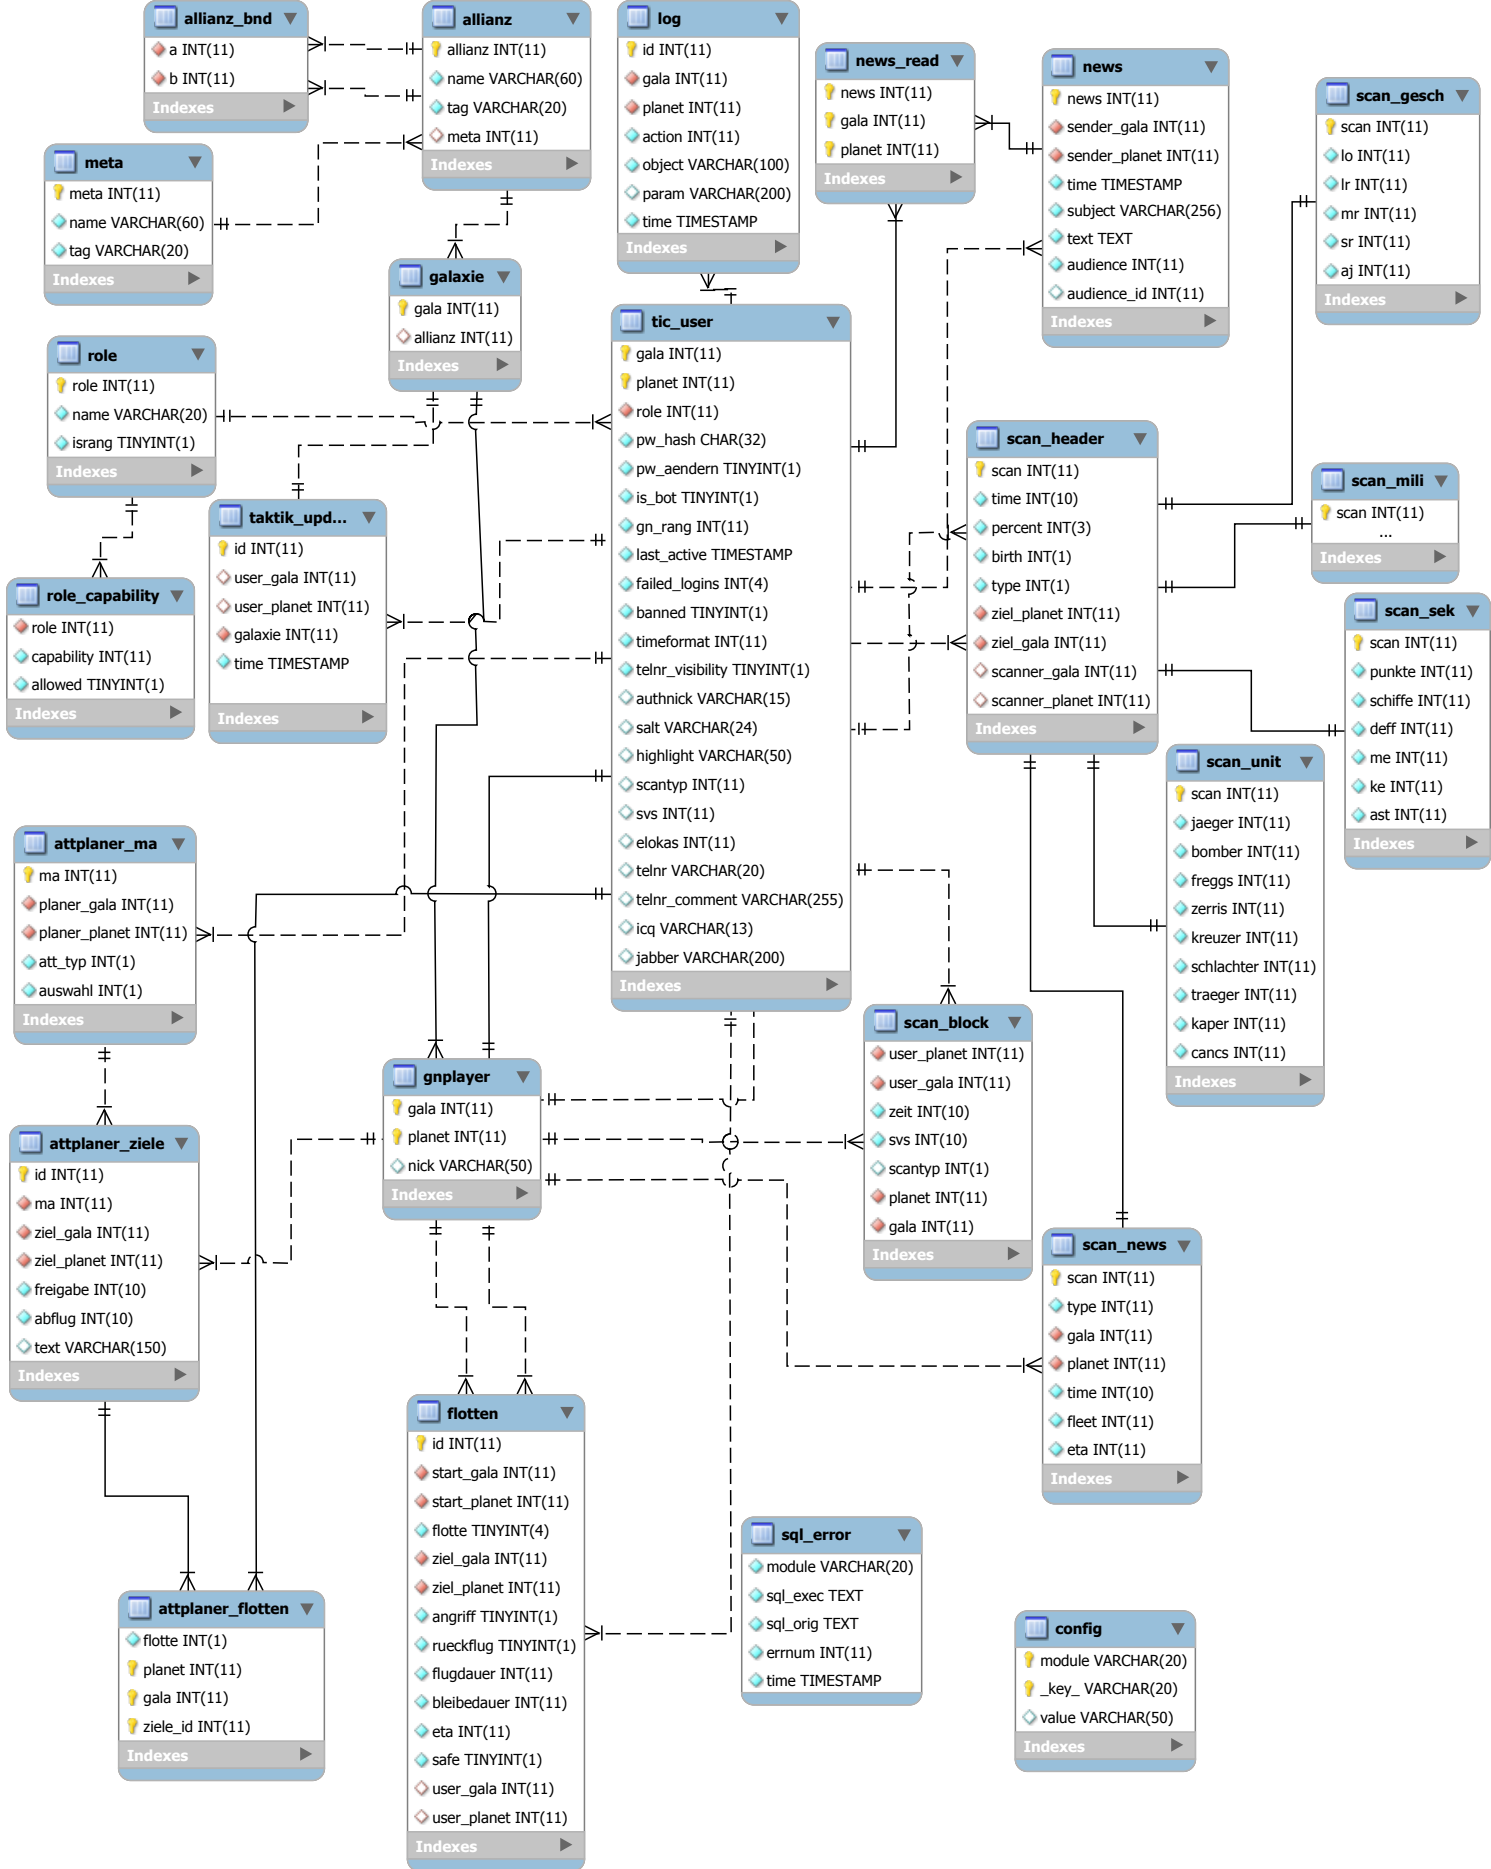 allianz_bnd
a INT(11)
b INT(11)
Indexes
allianz
allianz INT(11)
name VARCHAR(60)
tag VARCHAR(20)
meta INT(11)
Indexes
log
id INT(11)
gala INT(11)
planet INT(11)
action INT(11)
object VARCHAR(100)
param VARCHAR(200)
time TIMESTAMP
Indexes
news_read
news INT(11)
gala INT(11)
planet INT(11)
Indexes
news
news INT(11)
sender_gala INT(11)
sender_planet INT(11)
time TIMESTAMP
subject VARCHAR(256)
text TEXT
audience INT(11)
audience_id INT(11)
Indexes
scan_gesch
scan INT(11)
lo INT(11)
lr INT(11)
mr INT(11)
sr INT(11)
aj INT(11)
Indexes
meta
meta INT(11)
name VARCHAR(60)
tag VARCHAR(20)
Indexes
galaxie
gala INT(11)
allianz INT(11)
Indexes
role
role INT(11)
name VARCHAR(20)
israng TINYINT(1)
Indexes
tic_user
gala INT(11)
planet INT(11)
role INT(11)
pw_hash CHAR(32)
pw_aendern TINYINT(1)
is_bot TINYINT(1)
gn_rang INT(11)
last_active TIMESTAMP
failed_logins INT(4)
banned TINYINT(1)
timeformat INT(11)
telnr_visibility TINYINT(1)
authnick VARCHAR(15)
salt VARCHAR(24)
highlight VARCHAR(50)
scantyp INT(11)
svs INT(11)
elokas INT(11)
telnr VARCHAR(20)
telnr_comment VARCHAR(255)
icq VARCHAR(13)
jabber VARCHAR(200)
Indexes
scan_header
scan INT(11)
time INT(10)
percent INT(3)
birth INT(1)
type INT(1)
ziel_planet INT(11)
ziel_gala INT(11)
scanner_gala INT(11)
scanner_planet INT(11)
Indexes
scan_mili
scan INT(11)
...
Indexes
taktik_upd...
id INT(11)
user_gala INT(11)
user_planet INT(11)
galaxie INT(11)
time TIMESTAMP
Indexes
role_capability
role INT(11)
capability INT(11)
allowed TINYINT(1)
Indexes
scan_sek
scan INT(11)
punkte INT(11)
schiffe INT(11)
deff INT(11)
me INT(11)
ke INT(11)
ast INT(11)
Indexes
scan_unit
scan INT(11)
jaeger INT(11)
bomber INT(11)
freggs INT(11)
zerris INT(11)
kreuzer INT(11)
schlachter INT(11)
traeger INT(11)
kaper INT(11)
cancs INT(11)
Indexes
attplaner_ma
ma INT(11)
planer_gala INT(11)
planer_planet INT(11)
att_typ INT(1)
auswahl INT(1)
Indexes
scan_block
user_planet INT(11)
user_gala INT(11)
zeit INT(10)
svs INT(10)
scantyp INT(1)
planet INT(11)
gala INT(11)
Indexes
gnplayer
gala INT(11)
planet INT(11)
nick VARCHAR(50)
Indexes
attplaner_ziele
id INT(11)
ma INT(11)
ziel_gala INT(11)
ziel_planet INT(11)
freigabe INT(10)
abflug INT(10)
text VARCHAR(150)
Indexes
scan_news
scan INT(11)
type INT(11)
gala INT(11)
planet INT(11)
time INT(10)
fleet INT(11)
eta INT(11)
Indexes
flotten
id INT(11)
start_gala INT(11)
start_planet INT(11)
flotte TINYINT(4)
ziel_gala INT(11)
ziel_planet INT(11)
angriff TINYINT(1)
rueckflug TINYINT(1)
flugdauer INT(11)
bleibedauer INT(11)
eta INT(11)
safe TINYINT(1)
user_gala INT(11)
user_planet INT(11)
Indexes
sql_error
module VARCHAR(20)
sql_exec TEXT
sql_orig TEXT
errnum INT(11)
time TIMESTAMP
Indexes
attplaner_flotten
flotte INT(1)
planet INT(11)
gala INT(11)
ziele_id INT(11)
Indexes
config
module VARCHAR(20)
_key_ VARCHAR(20)
value VARCHAR(50)
Indexes